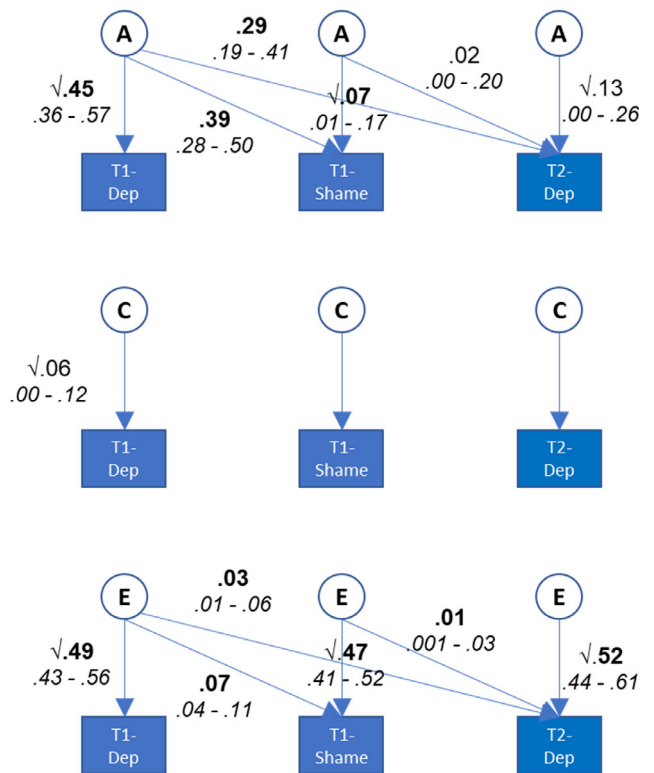 A
A
A
.29
.19 - .41
.02
.00 - .20
√.45
.36 - .57
.39
.28 - .50
√.07
.01 - .17
√.13
.00 - .26
T1-
Dep
T1-
Shame
T2-
Dep
C
C
C
√.06
.00 - .12
T1-
Dep
T1-
Shame
T2-
Dep
E
E
E
.03
.01 - .06
.01
.001 - .03
√.49
.43 - .56
.07
.04 - .11
√.47
.41 - .52
√.52
.44 - .61
T1-
Dep
T1-
Shame
T2-
Dep